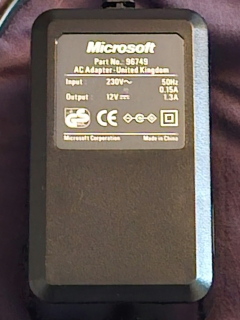 Microsoft
Part No.: 96749
AC Adapter - United Kingdom
Input : 230V~ 50Hz
0.15A
Output : 12V⎓ 1.3A
Microsoft Corporation Made in China